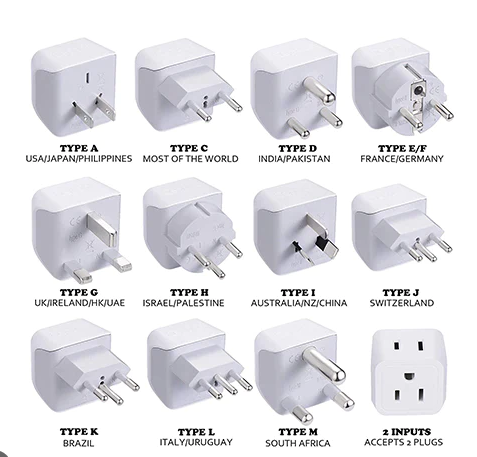 TYPE A
USA/JAPAN/PHILIPPINES
TYPE C
MOST OF THE WORLD
TYPE D
INDIA/PAKISTAN
TYPE E/F
FRANCE/GERMANY
TYPE G
UK/IRELAND/HK/UAE
TYPE H
ISRAEL/PALESTINE
TYPE I
AUSTRALIA/NZ/CHINA
TYPE J
SWITZERLAND
TYPE K
BRAZIL
TYPE L
ITALY/URUGUAY
TYPE M
SOUTH AFRICA
2 INPUTS
ACCEPTS 2 PLUGS